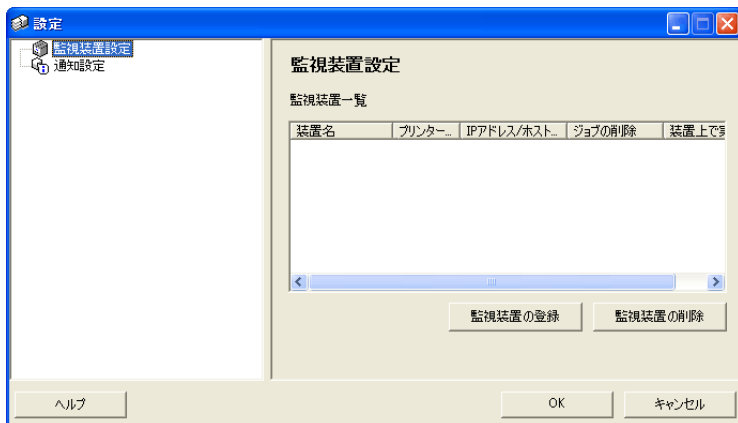 設定
監視装置設定
通知設定
監視装置設定
監視装置一覧
装置名 プリンター... IPアドレス/ホスト... ジョブの削除 装置上で実
監視装置の登録 監視装置の削除
ヘルプ OK キャンセル